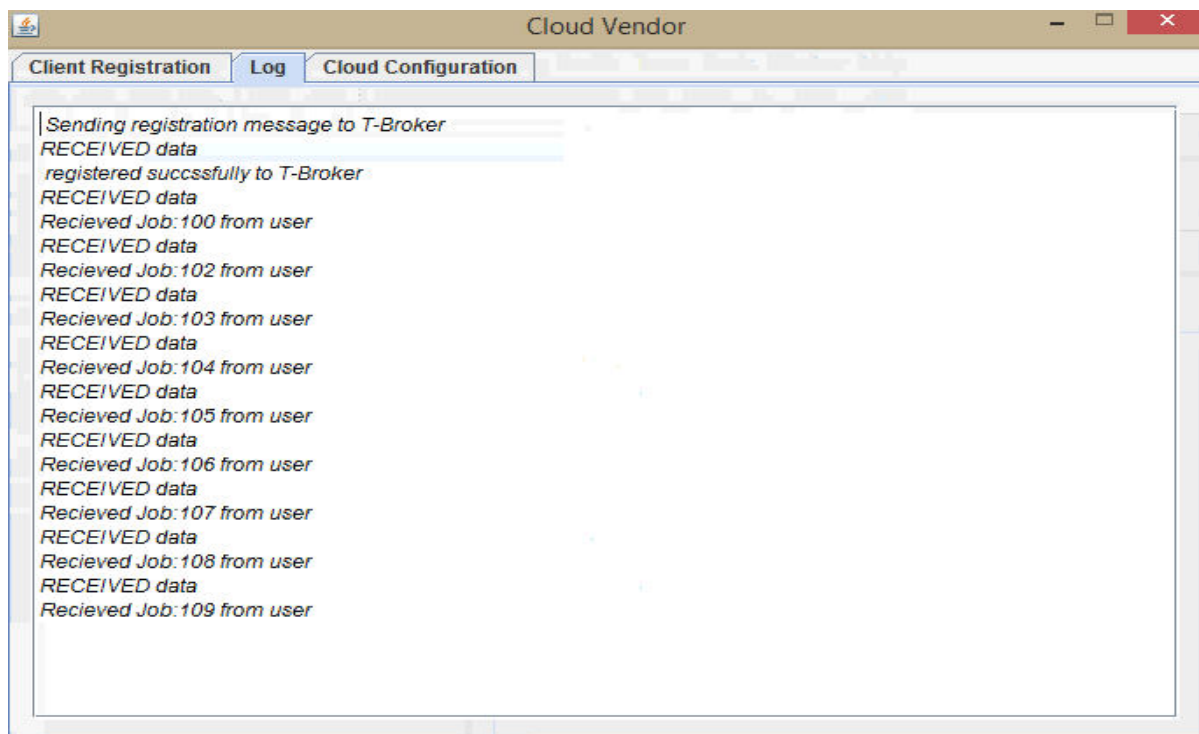 Cloud Vendor
Client Registration Log Cloud Configuration
Sending registration message to T-Broker
RECEIVED data
registered succssfully to T-Broker
RECEIVED data
Recieved Job:100 from user
RECEIVED data
Recieved Job:102 from user
RECEIVED data
Recieved Job:103 from user
RECEIVED data
Recieved Job:104 from user
RECEIVED data
Recieved Job:105 from user
RECEIVED data
Recieved Job:106 from user
RECEIVED data
Recieved Job:107 from user
RECEIVED data
Recieved Job:108 from user
RECEIVED data
Recieved Job:109 from user